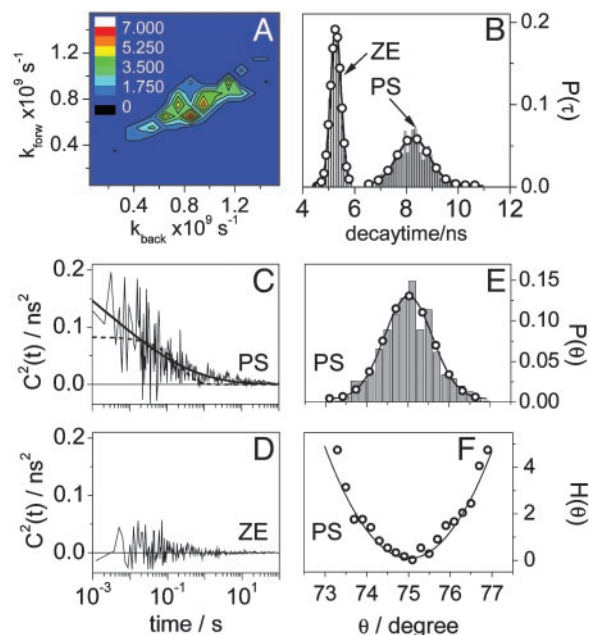 A
7.000
5.250
3.500
1.750
0
1.2
0.8
0.4
k_forw x10^9 s^-1
0.4 0.8 1.2
k_back x10^9 s^-1
B
ZE
PS
0.2
0.1
0.0
P(τ)
4 6 8 10 12
decaytime/ns
C
0.2
0.1
0.0
C²(t) / ns²
PS
E
PS
0.15
0.10
0.05
0.00
P(θ)
D
0.2
0.1
0.0
C²(t) / ns²
ZE
10^-3 10^-1 10^1
time / s
F
PS
4
2
0
H(θ)
73 74 75 76 77
θ / degree